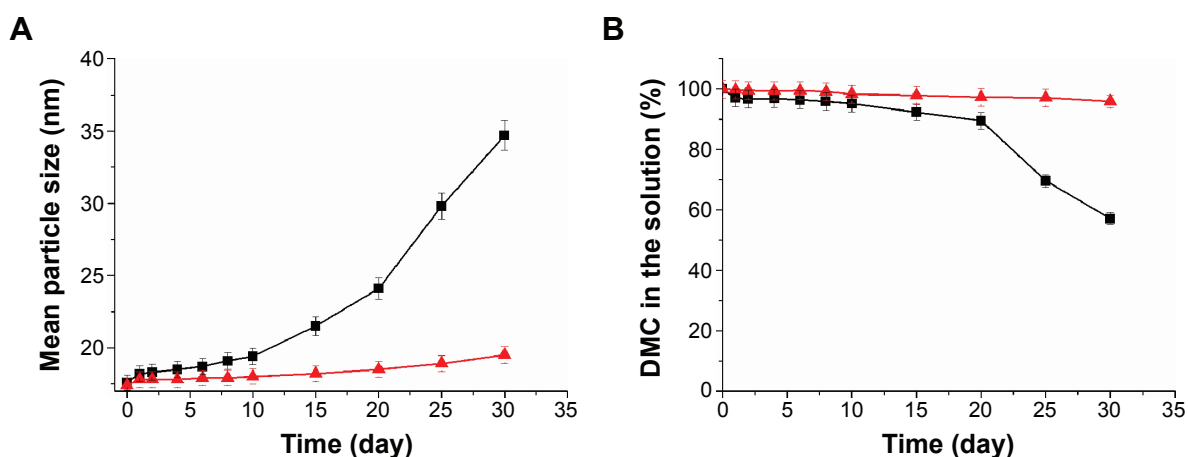 A
Mean particle size (nm)
40
35
30
25
20
0 5 10 15 20 25 30 35
Time (day)
B
DMC in the solution (%)
100
80
60
40
20
0
0 5 10 15 20 25 30 35
Time (day)